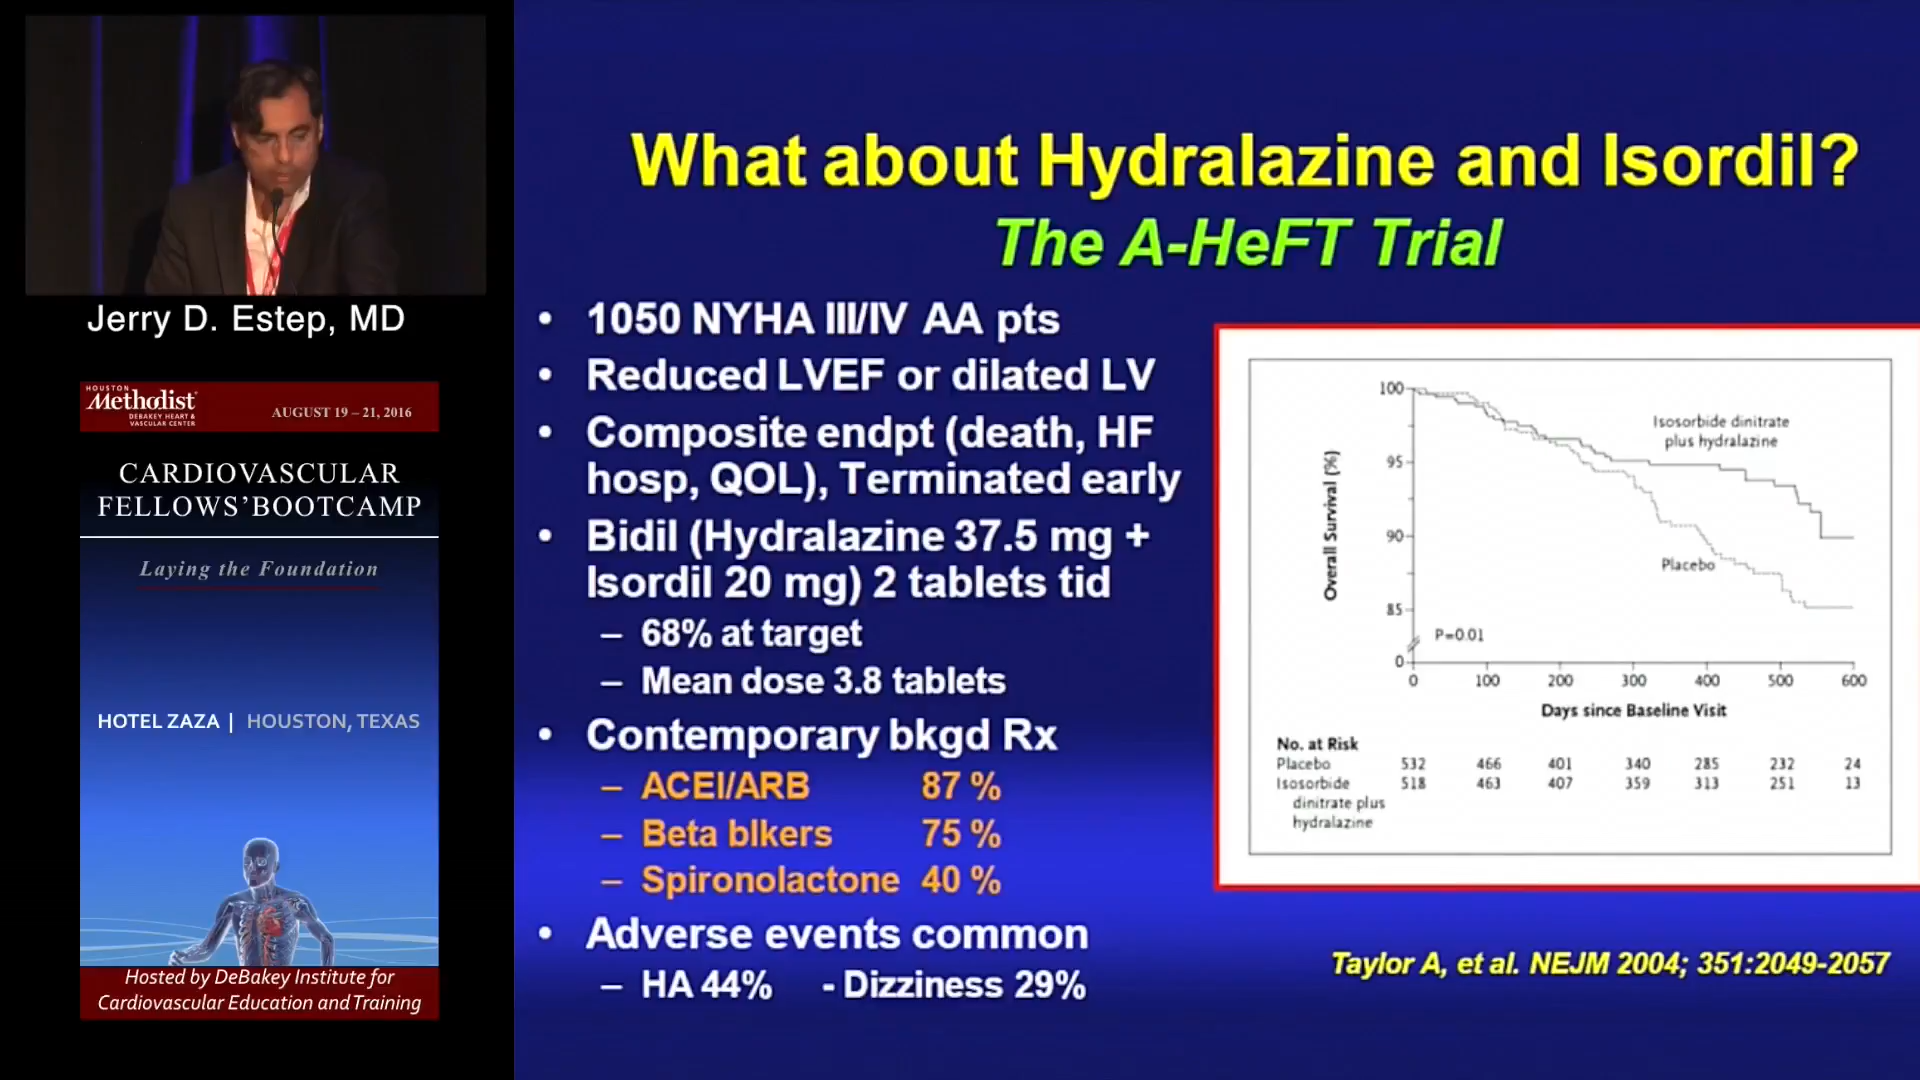 Jerry D. Estep, MD
HOUSTON
Methodist
DEBAKEY HEART &
VASCULAR CENTER
AUGUST 19 – 21, 2016
CARDIOVASCULAR
FELLOWS' BOOTCAMP
Laying the Foundation
HOTEL ZAZA | HOUSTON, TEXAS
Hosted by DeBakey Institute for
Cardiovascular Education and Training
What about Hydralazine and Isordil?
The A-HeFT Trial
• 1050 NYHA III/IV AA pts
• Reduced LVEF or dilated LV
• Composite endpt (death, HF
hosp, QOL), Terminated early
• Bidil (Hydralazine 37.5 mg +
Isordil 20 mg) 2 tablets tid
– 68% at target
– Mean dose 3.8 tablets
• Contemporary bkgd Rx
– ACEI/ARB 87 %
– Beta blkers 75 %
– Spironolactone 40 %
• Adverse events common
– HA 44% - Dizziness 29%
100
95
90
85
0
Overall Survival (%)
Isosorbide dinitrate
plus hydralazine
Placebo
P=0.01
0 100 200 300 400 500 600
Days since Baseline Visit
No. at Risk
Placebo 532 466 401 340 285 232 24
Isosorbide 518 463 407 359 313 251 13
dinitrate plus
hydralazine
Taylor A, et al. NEJM 2004; 351:2049-2057